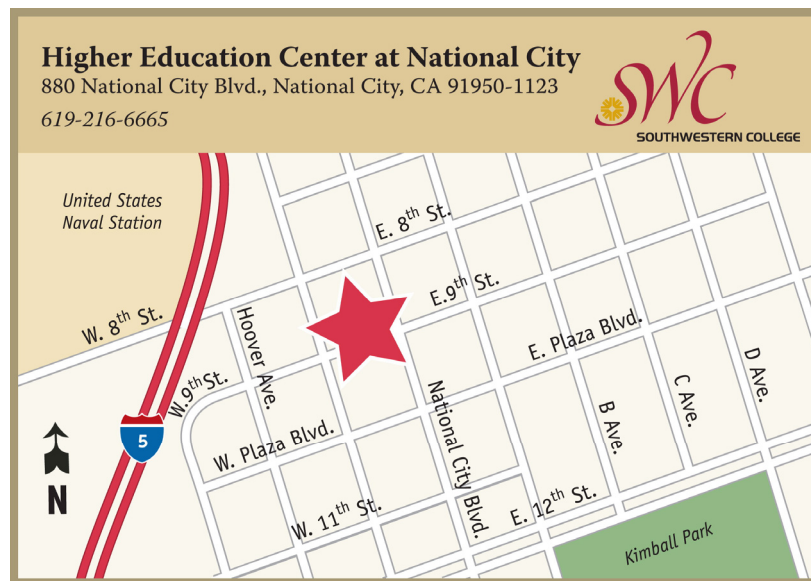 Higher Education Center at National City
880 National City Blvd., National City, CA 91950-1123
619-216-6665
SWC
SOUTHWESTERN COLLEGE
United States
Naval Station
E. 8th St.
W. 8th St.
E.9th St.
Hoover Ave.
E. Plaza Blvd.
W.9th St.
D Ave.
C Ave.
B Ave.
National City Blvd.
5
W. Plaza Blvd.
N
W. 11th St.
E. 12th St.
Kimball Park